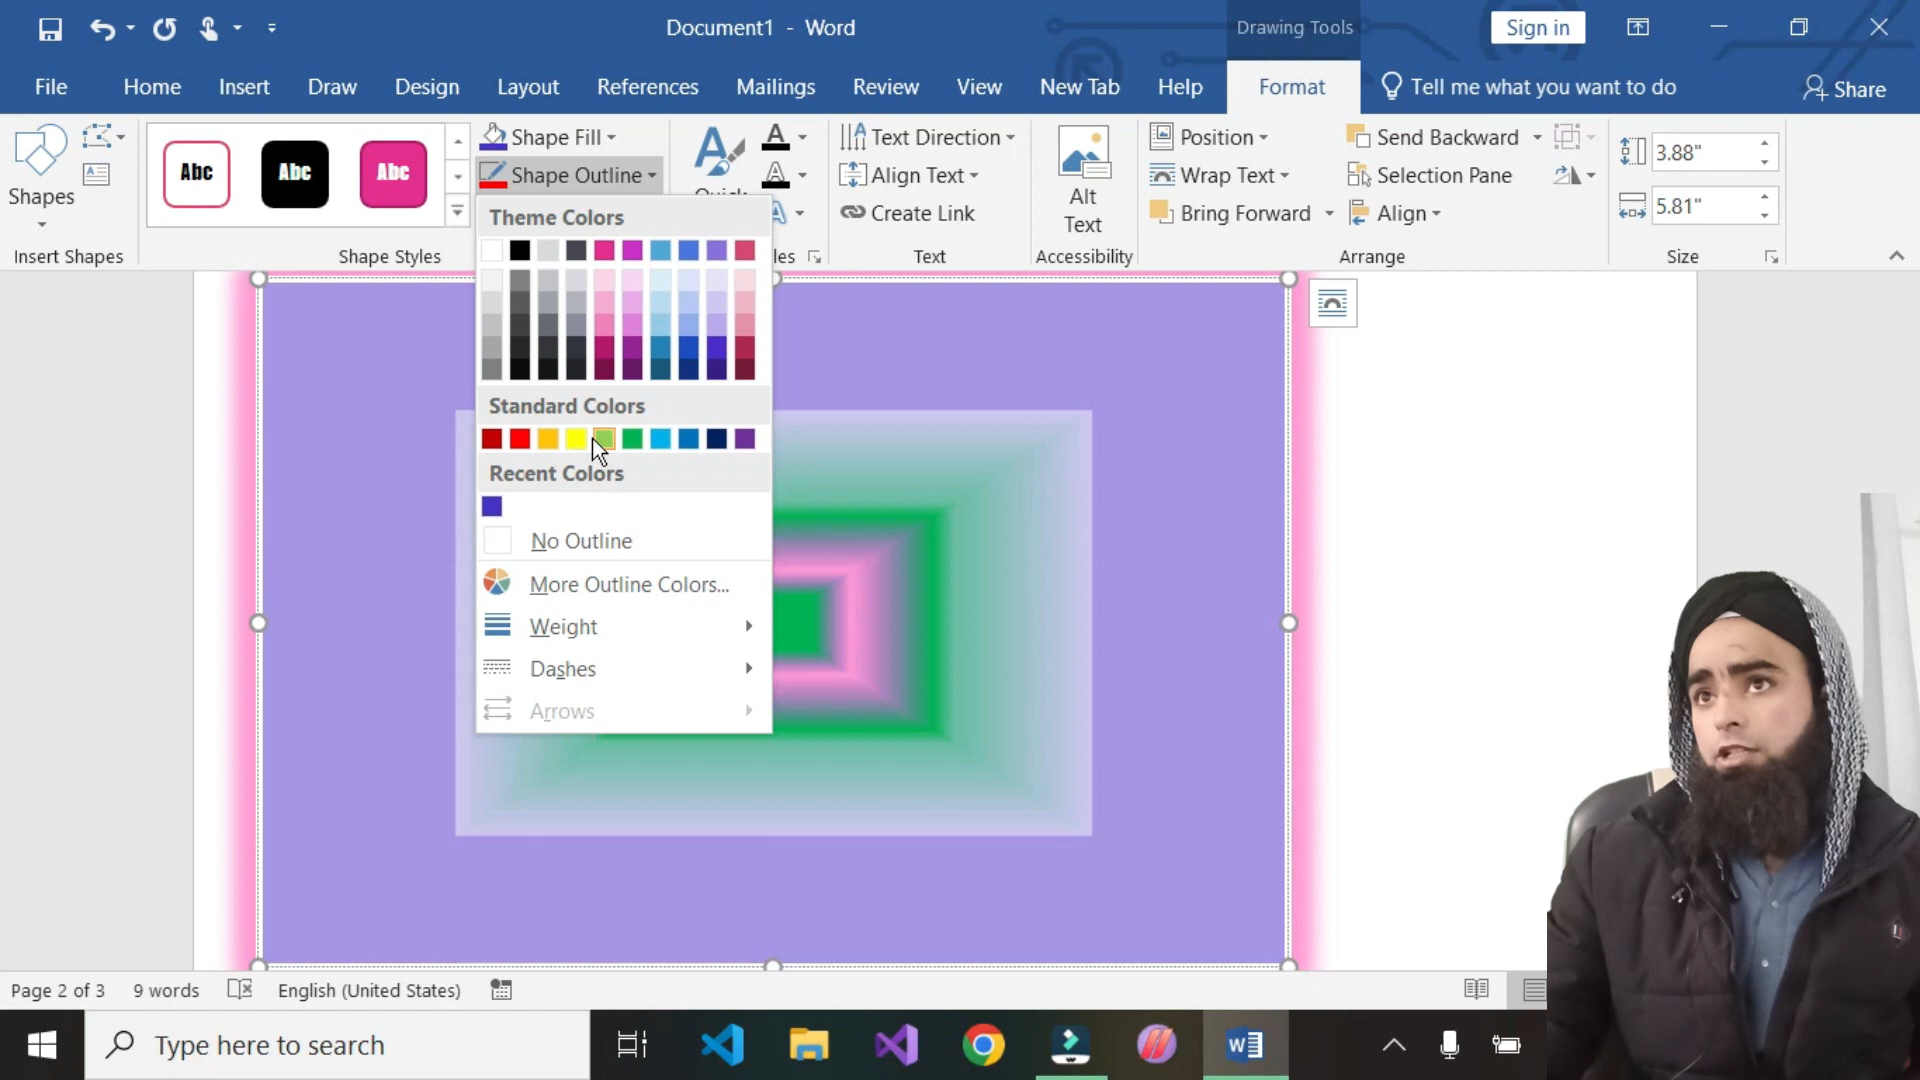 Document1 - Word
Drawing Tools
Sign in
File
Home
Insert
Draw
Design
Layout
References
Mailings
Review
View
New Tab
Help
Format
Tell me what you want to do
Share
Shapes
Abc
Abc
Abc
Shape Fill
Shape Outline
Text Direction
Align Text
Create Link
Alt
Text
Position
Wrap Text
Bring Forward
Send Backward
Selection Pane
Align
3.88"
5.81"
Insert Shapes
Shape Styles
Text
Accessibility
Arrange
Size
Theme Colors
Standard Colors
Recent Colors
No Outline
More Outline Colors...
Weight
Dashes
Arrows
Page 2 of 3
9 words
English (United States)
Type here to search